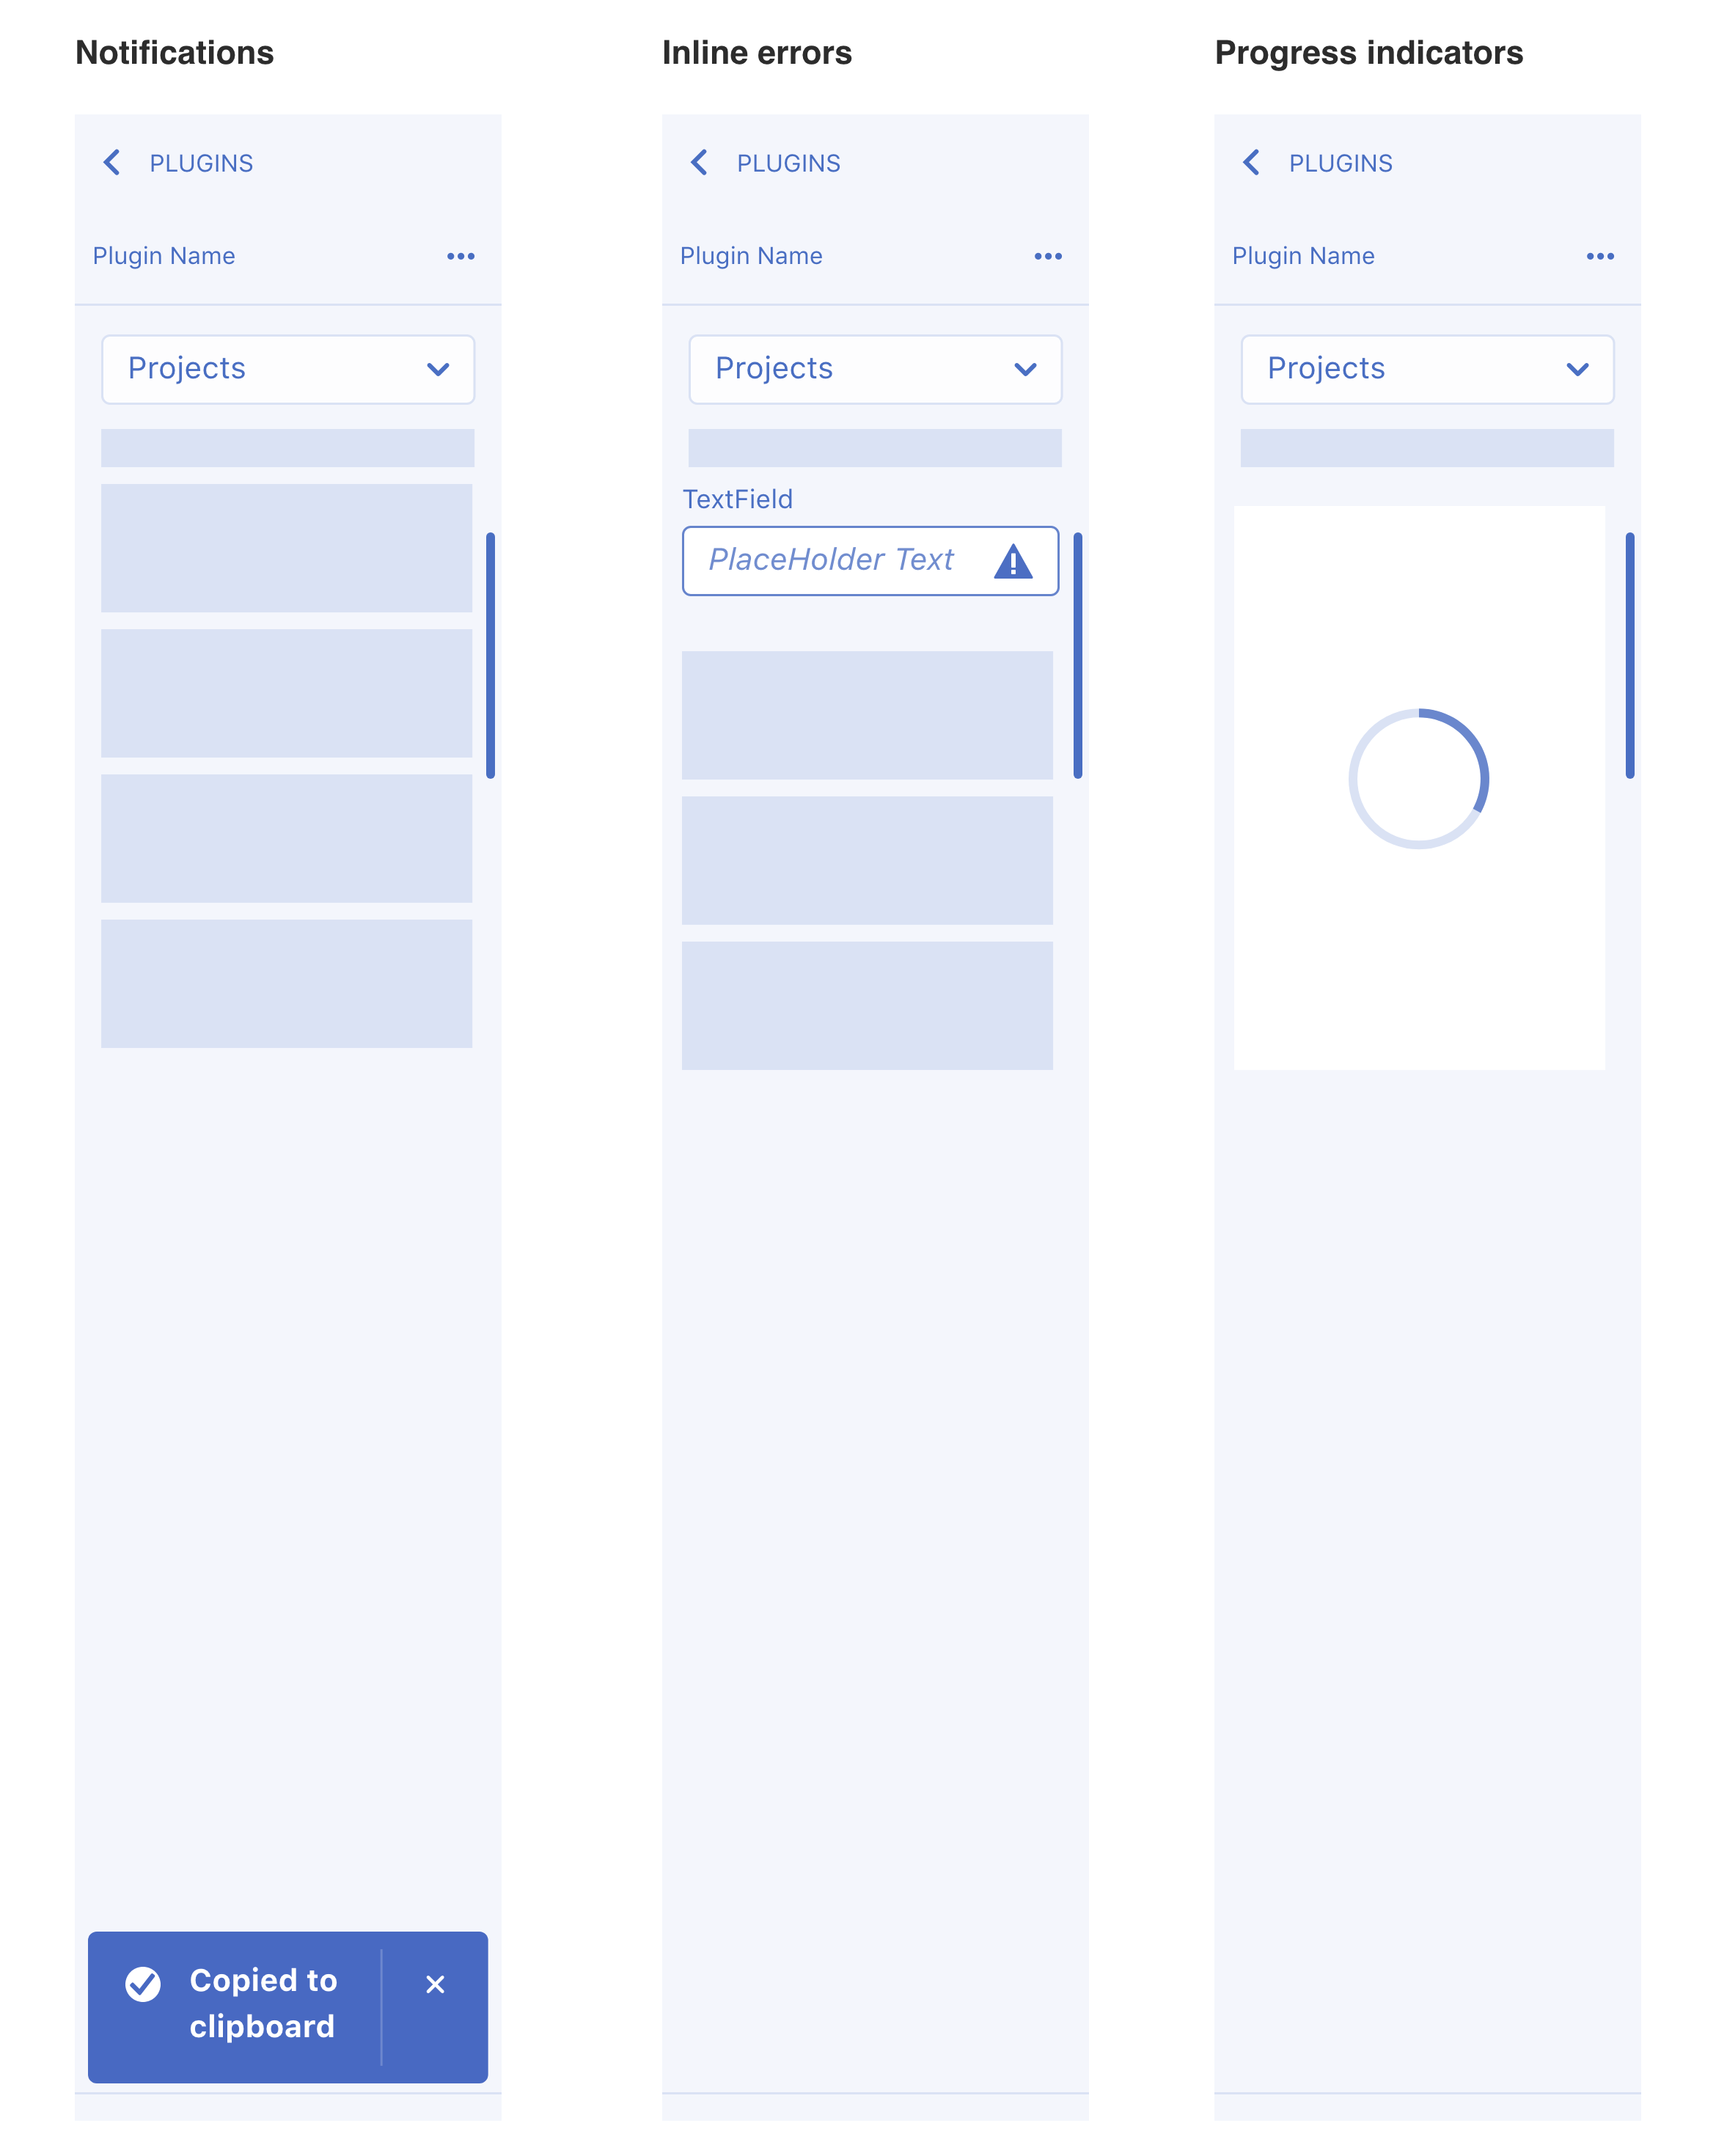 Notifications
PLUGINS
Plugin Name
Projects
Copied to
clipboard
Inline errors
PLUGINS
Plugin Name
Projects
TextField
PlaceHolder Text
Progress indicators
PLUGINS
Plugin Name
Projects